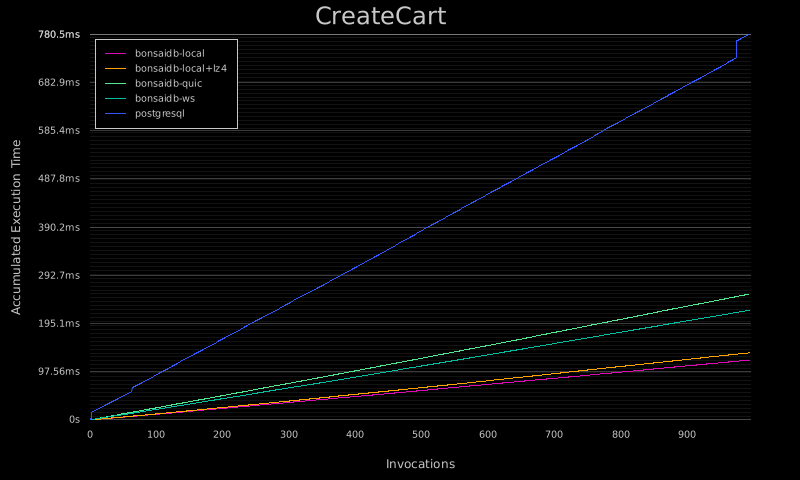 CreateCart
780.5ms
682.9ms
585.4ms
487.8ms
390.2ms
292.7ms
195.1ms
97.56ms
0s
bonsaidb-local
bonsaidb-local+lz4
bonsaidb-quic
bonsaidb-ws
postgresql
Accumulated Execution Time
0 100 200 300 400 500 600 700 800 900
Invocations